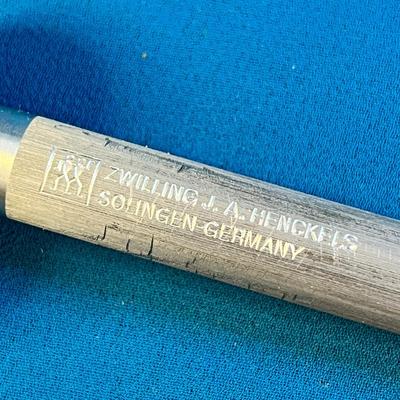 ZWILLING J. A. HENCKELS
SOLINGEN GERMANY